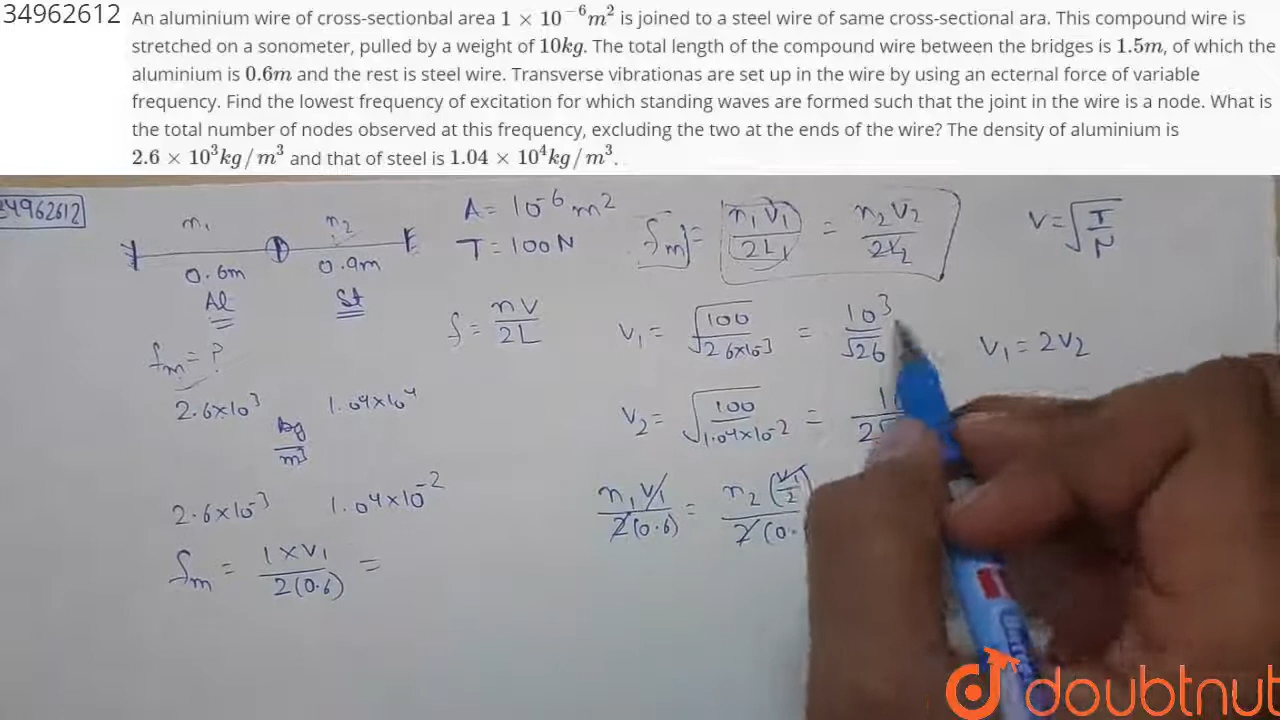 34962612 An aluminium wire of cross-sectionbal area 1 × 10⁻⁶m² is joined to a steel wire of same cross-sectional ara. This compound wire is
stretched on a sonometer, pulled by a weight of 10kg. The total length of the compound wire between the bridges is 1.5m, of which the
aluminium is 0.6m and the rest is steel wire. Transverse vibrationas are set up in the wire by using an ecternal force of variable
frequency. Find the lowest frequency of excitation for which standing waves are formed such that the joint in the wire is a node. What is
the total number of nodes observed at this frequency, excluding the two at the ends of the wire? The density of aluminium is
2.6 × 10³kg/m³ and that of steel is 1.04 × 10⁴kg/m³.
34962612
n₁ n₂
0.6m 0.9m
Al St
A = 10⁻⁶ m²
T = 100 N
fₘ = n₁V₁/2L₁ = n₂V₂/2L₂
V = √(T/μ)
f = nV/2L
V₁ = √100/√2.6×10⁻³ = 10³/√26
V₁ = 2V₂
fₘ = ?
2.6×10³ 1.04×10⁴
kg/m³
V₂ = √(100/1.04×10⁻²) =
2.6×10⁻³ 1.04×10⁻²
n₁V₁/2(0.6) = n₂(V₁/2)/2(0.
fₘ = 1×V₁/2(0.6) =
doubtnut